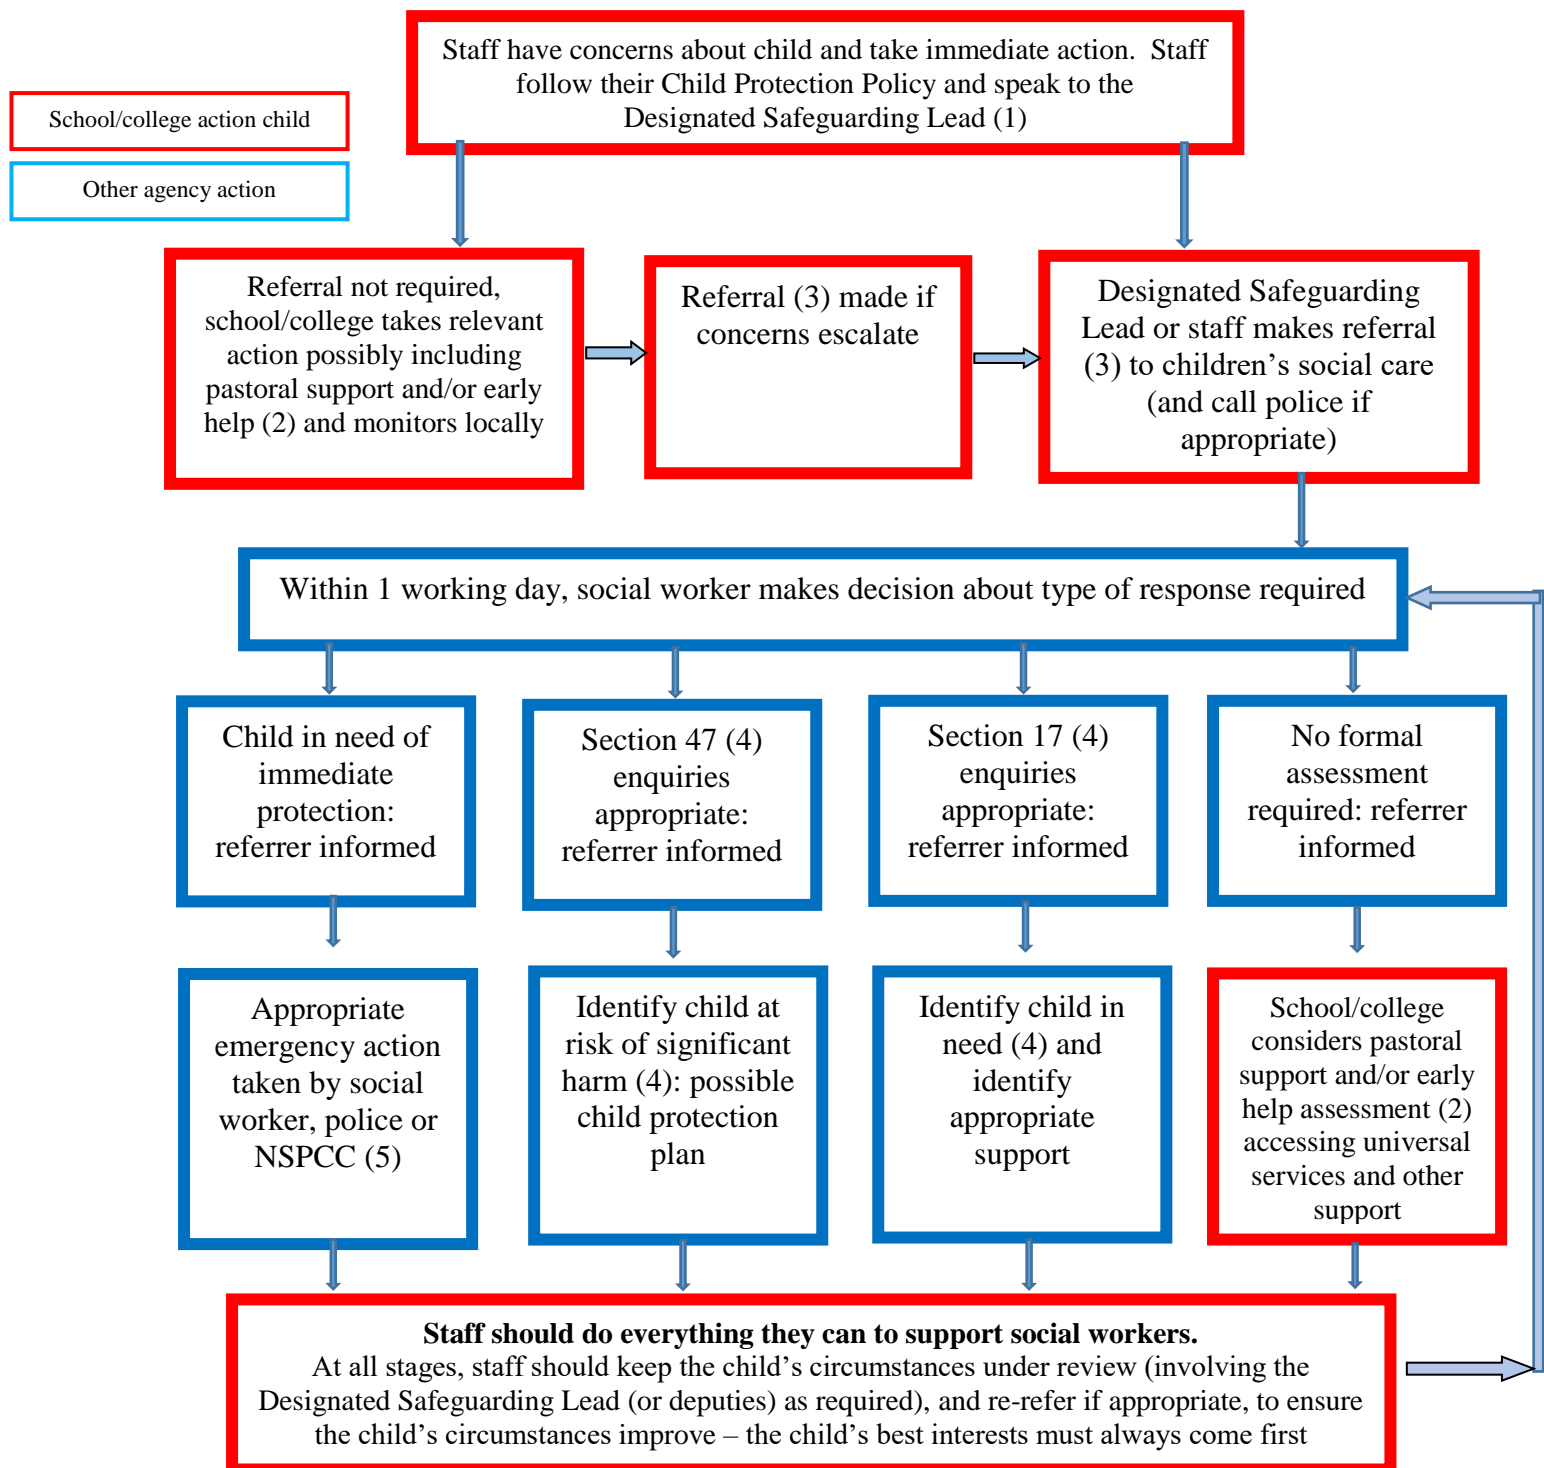 Staff have concerns about child and take immediate action.  Staff
follow their Child Protection Policy and speak to the
Designated Safeguarding Lead (1)
School/college action child
Other agency action
Referral not required,
school/college takes relevant
action possibly including
pastoral support and/or early
help (2) and monitors locally
Referral (3) made if
concerns escalate
Designated Safeguarding
Lead or staff makes referral
(3) to children’s social care
(and call police if
appropriate)
Within 1 working day, social worker makes decision about type of response required
Child in need of
immediate
protection:
referrer informed
Section 47 (4)
enquiries
appropriate:
referrer informed
Section 17 (4)
enquiries
appropriate:
referrer informed
No formal
assessment
required: referrer
informed
Appropriate
emergency action
taken by social
worker, police or
NSPCC (5)
Identify child at
risk of significant
harm (4): possible
child protection
plan
Identify child in
need (4) and
identify
appropriate
support
School/college
considers pastoral
support and/or early
help assessment (2)
accessing universal
services and other
support
Staff should do everything they can to support social workers.
At all stages, staff should keep the child’s circumstances under review (involving the
Designated Safeguarding Lead (or deputies) as required), and re-refer if appropriate, to ensure
the child’s circumstances improve – the child’s best interests must always come first